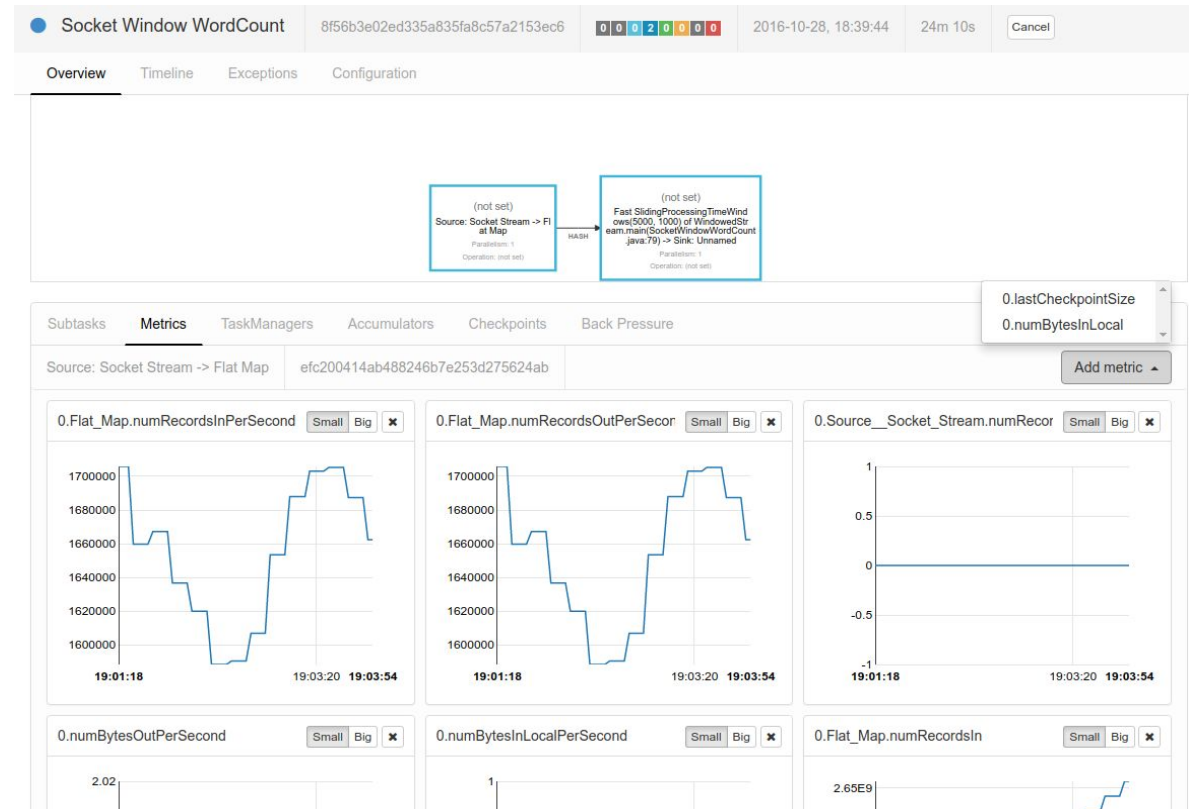 Socket Window WordCount 8f56b3e02ed335a835fa8c57a2153ec6 0 0 0 2 0 0 0 0 2016-10-28, 18:39:44 24m 10s Cancel
Overview Timeline Exceptions Configuration
(not set)
Source: Socket Stream -> Fl
at Map
Parallelism: 1
Operation: (not set)
HASH
(not set)
Fast SlidingProcessingTimeWind
ows(5000, 1000) of WindowedStr
eam.main(SocketWindowWordCount
.java:79) -> Sink: Unnamed
Parallelism: 1
Operation: (not set)
0.lastCheckpointSize
0.numBytesInLocal
Subtasks Metrics TaskManagers Accumulators Checkpoints Back Pressure
Source: Socket Stream -> Flat Map efc200414ab488246b7e253d275624ab Add metric
0.Flat_Map.numRecordsInPerSecond Small Big ✖
1700000
1680000
1660000
1640000
1620000
1600000
19:01:18 19:03:20 19:03:54
0.Flat_Map.numRecordsOutPerSecon Small Big ✖
1700000
1680000
1660000
1640000
1620000
1600000
19:01:18 19:03:20 19:03:54
0.Source__Socket_Stream.numRecor Small Big ✖
1
0.5
0
-0.5
-1
19:01:18 19:03:20 19:03:54
0.numBytesOutPerSecond Small Big ✖
2.02
0.numBytesInLocalPerSecond Small Big ✖
1
0.Flat_Map.numRecordsIn Small Big ✖
2.65E9